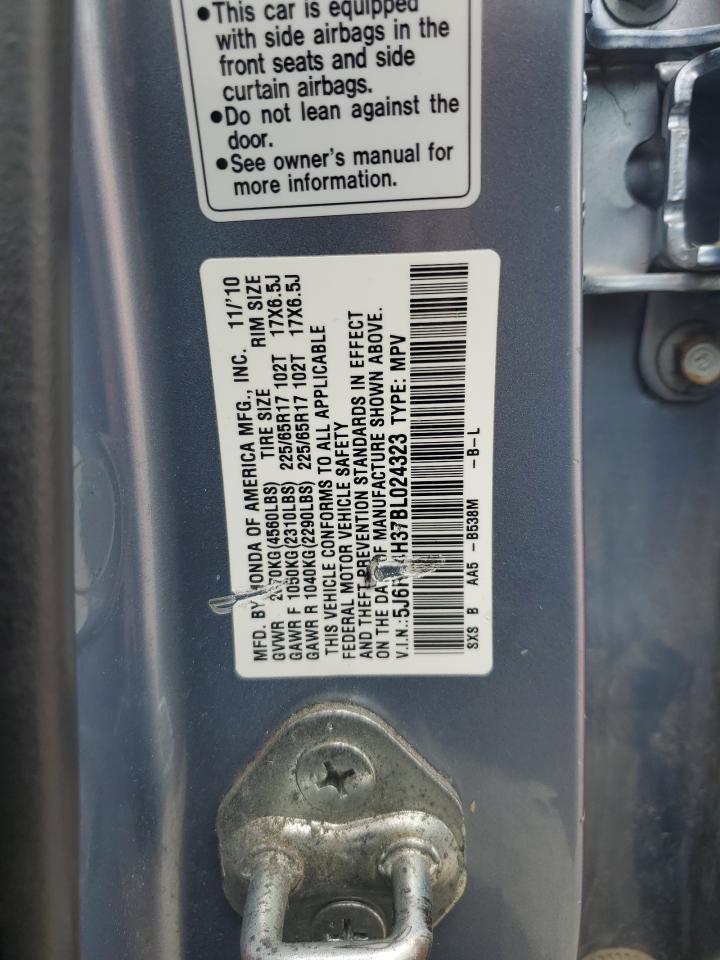 •This car is equipped
with side airbags in the
front seats and side
curtain airbags.
•Do not lean against the
door.
•See owner's manual for
more information.
MFD. BY HONDA OF AMERICA MFG., INC. 11/'10
GVWR (4560LBS) TIRE SIZE RIM SIZE
GAWR F 1050KG(2310LBS) 225/65R17 102T 17X6.5J
GAWR R 1040KG(2290LBS) 225/65R17 102T 17X6.5J
THIS VEHICLE CONFORMS TO ALL APPLICABLE
FEDERAL MOTOR VEHICLE SAFETY
AND THEFT PREVENTION STANDARDS IN EFFECT
ON THE DATE OF MANUFACTURE SHOWN ABOVE.
V.I.N.: TYPE: MPV
SXS B AA5 -B538M -B-L